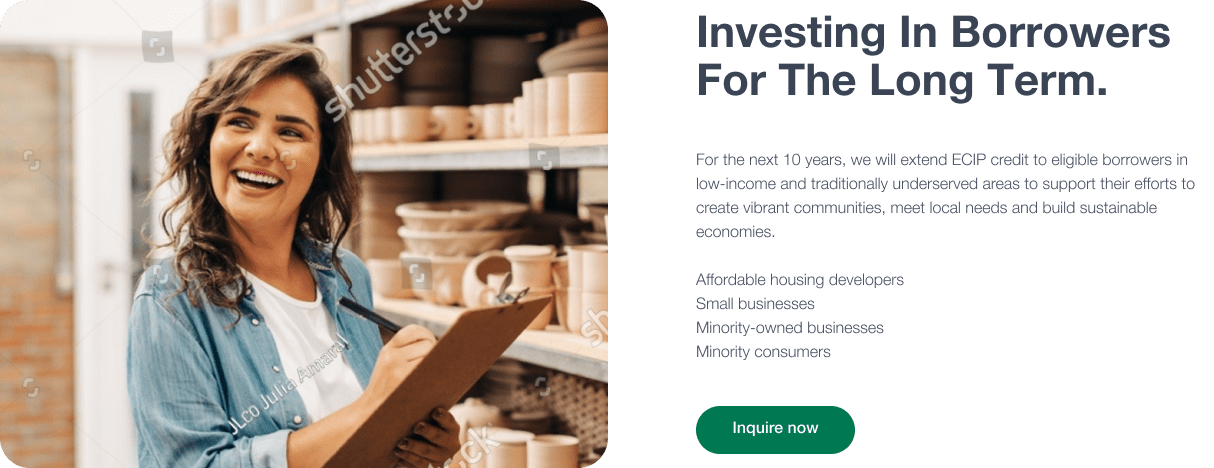 shutterstock
Investing In Borrowers
For The Long Term.
For the next 10 years, we will extend ECIP credit to eligible borrowers in
low-income and traditionally underserved areas to support their efforts to
create vibrant communities, meet local needs and build sustainable
economies.
Affordable housing developers
Small businesses
Minority-owned businesses
Minority consumers
Inquire now
JLco Julia Amaral